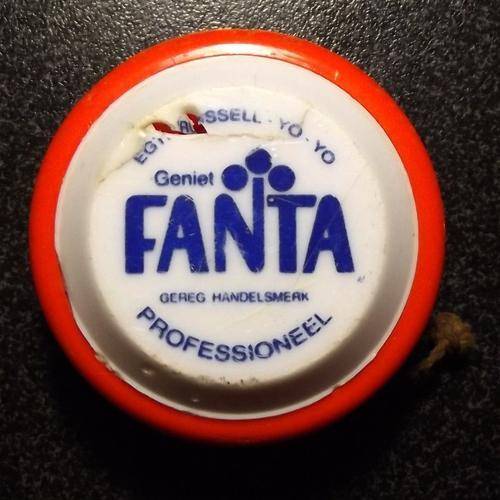 YO-YO
Geniet
FANTA
GEREG HANDELSMERK
PROFESSIONEEL